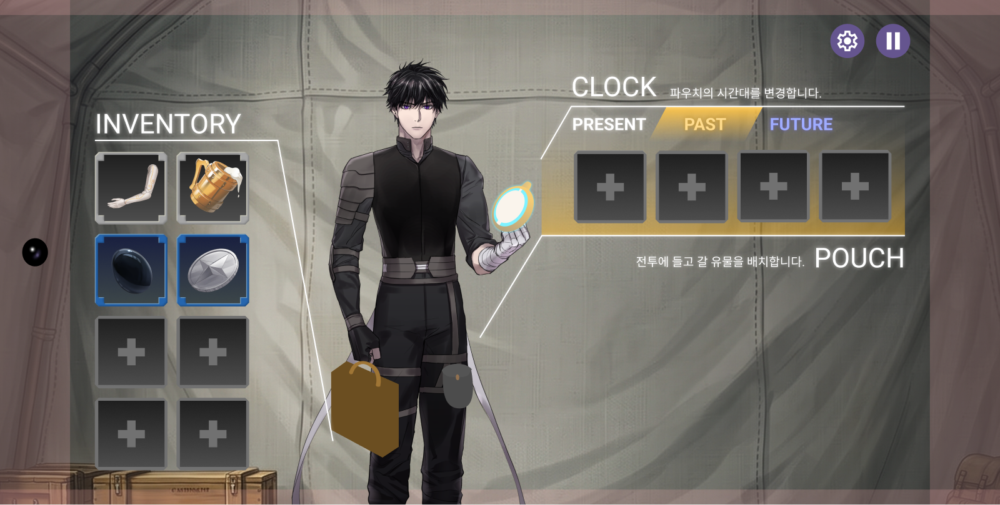 CLOCK 파우치의 시간대를 변경합니다.
INVENTORY
PRESENT PAST FUTURE
전투에 들고 갈 유물을 배치합니다. POUCH